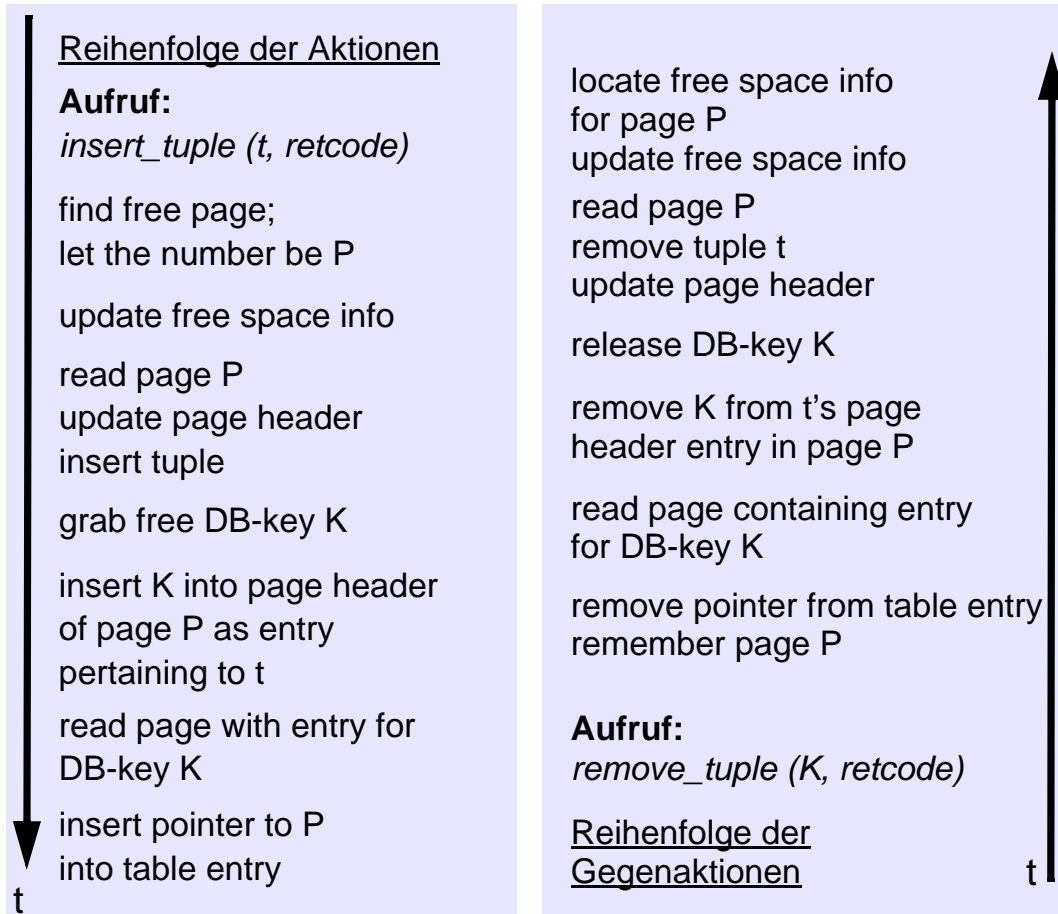 Reihenfolge der Aktionen
Aufruf:
insert_tuple (t, retcode)
find free page;
let the number be P
update free space info
read page P
update page header
insert tuple
grab free DB-key K
insert K into page header
of page P as entry
pertaining to t
read page with entry for
DB-key K
insert pointer to P
into table entry
t
locate free space info
for page P
update free space info
read page P
remove tuple t
update page header
release DB-key K
remove K from t's page
header entry in page P
read page containing entry
for DB-key K
remove pointer from table entry
remember page P
Aufruf:
remove_tuple (K, retcode)
Reihenfolge der
Gegenaktionen
t